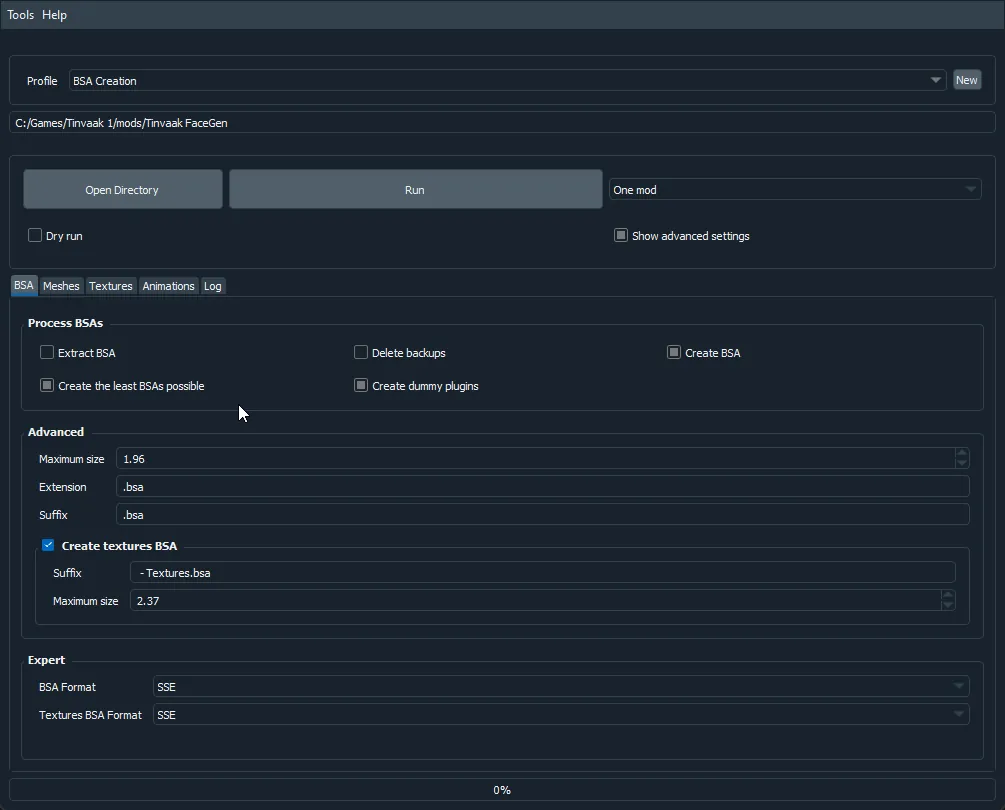 Tools Help
Profile BSA Creation New
C:/Games/Tinvaak 1/mods/Tinvaak FaceGen
Open Directory Run One mod
Dry run Show advanced settings
BSA Meshes Textures Animations Log
Process BSAs
Extract BSA Delete backups Create BSA
Create the least BSAs possible Create dummy plugins
Advanced
Maximum size 1.96
Extension .bsa
Suffix .bsa
Create textures BSA
Suffix - Textures.bsa
Maximum size 2.37
Expert
BSA Format SSE
Textures BSA Format SSE
0%